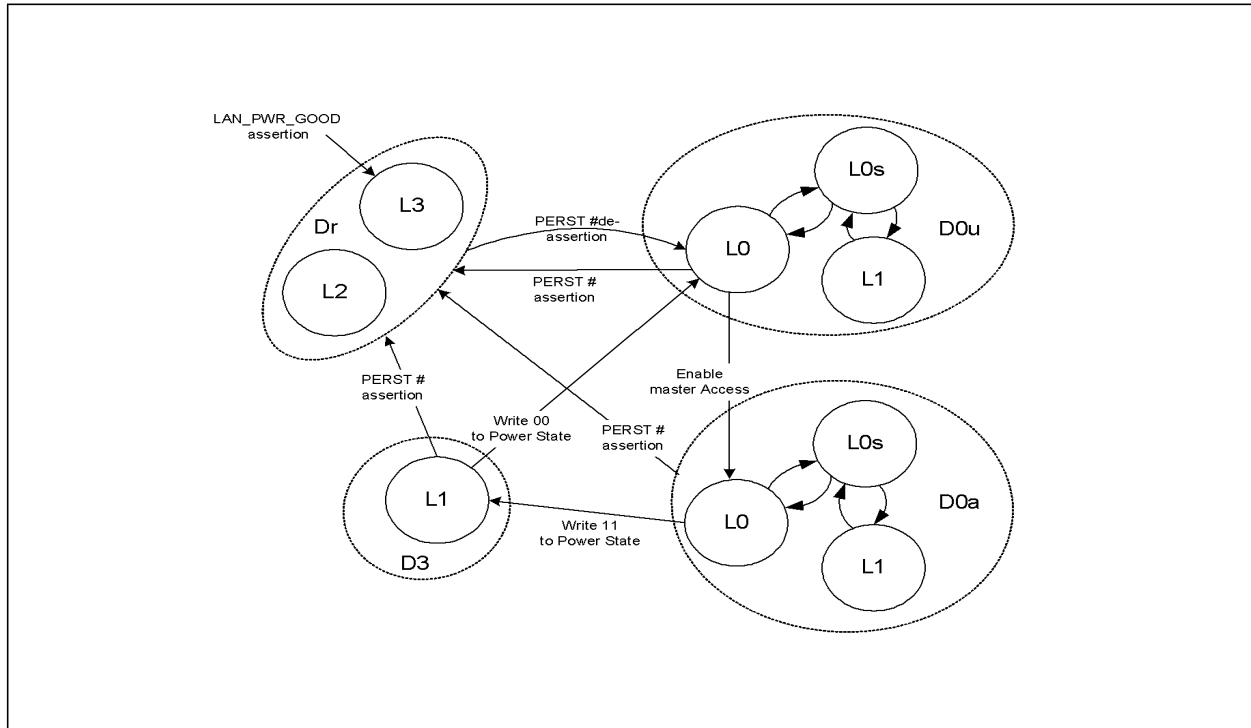 LAN_PWR_GOOD
assertion
L3
Dr
L2
PERST #de-
assertion
PERST #
assertion
L0s
D0u
L0
L1
Enable
master Access
PERST #
assertion
Write 00
to Power State
PERST #
assertion
L1
D3
Write 11
to Power State
L0s
D0a
L0
L1